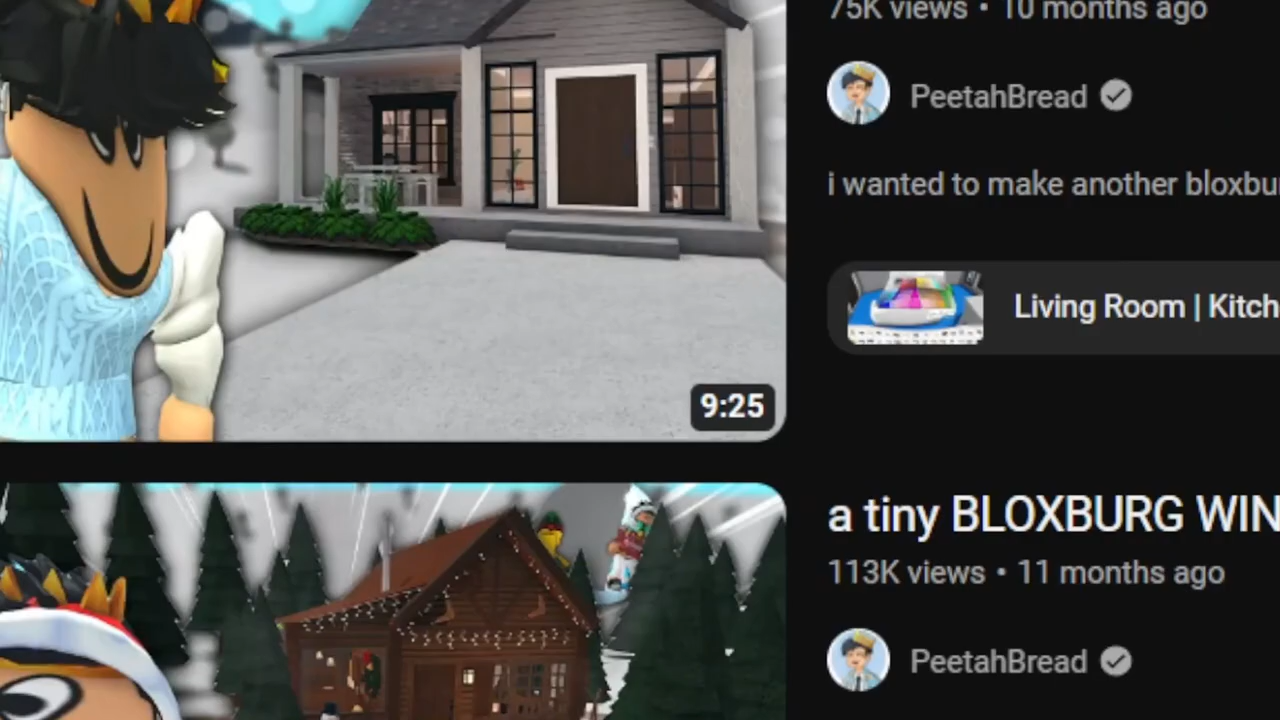 75K views • 10 months ago
PeetahBread
i wanted to make another bloxbu
Living Room | Kitch
9:25
a tiny BLOXBURG WIN
113K views • 11 months ago
PeetahBread